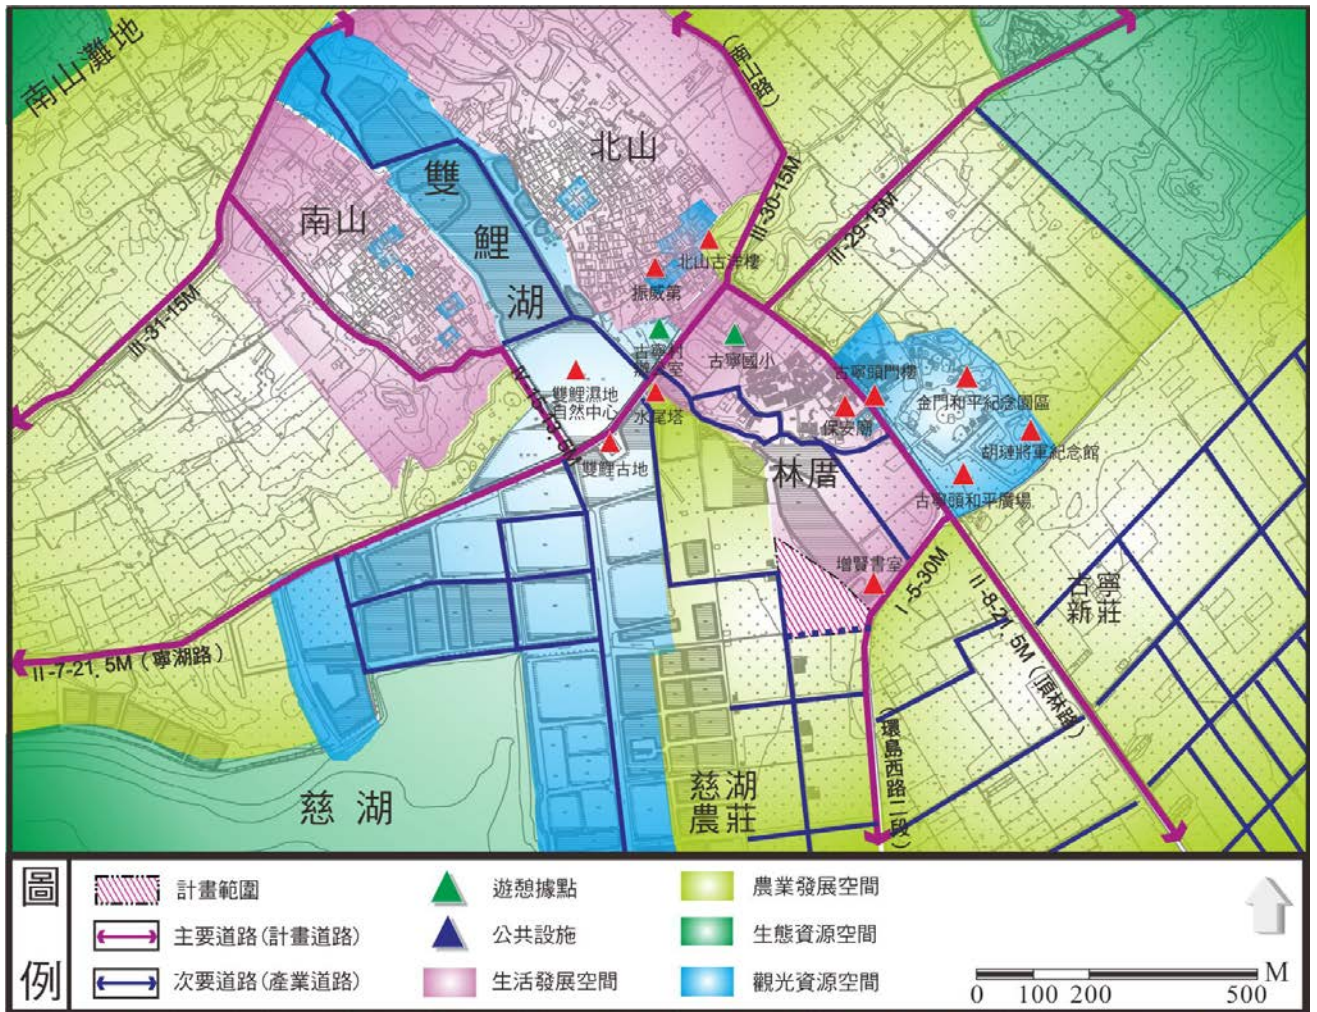 南山灘地
(南山路)
北山
雙
鯉
湖
南山
III-30-15M
III-29-15M
III-31-15M
北山古洋樓
振威第
古寧村
辦公室
古寧國小
雙鯉濕地
自然中心
水尾塔
雙鯉古地
古寧頭門樓
保安廟
金門和平紀念園區
胡璉將軍紀念館
古寧頭和平廣場
林厝
增賢書室
I-5-30M
II-8-21.5M(頂林路)
古寧
新莊
II-7-21.5M(寧湖路)
(環島西路二段)
慈湖
慈湖
農莊
圖例
計畫範圍
遊憩據點
農業發展空間
主要道路(計畫道路)
公共設施
生態資源空間
次要道路(產業道路)
生活發展空間
觀光資源空間
0 100 200 500 M